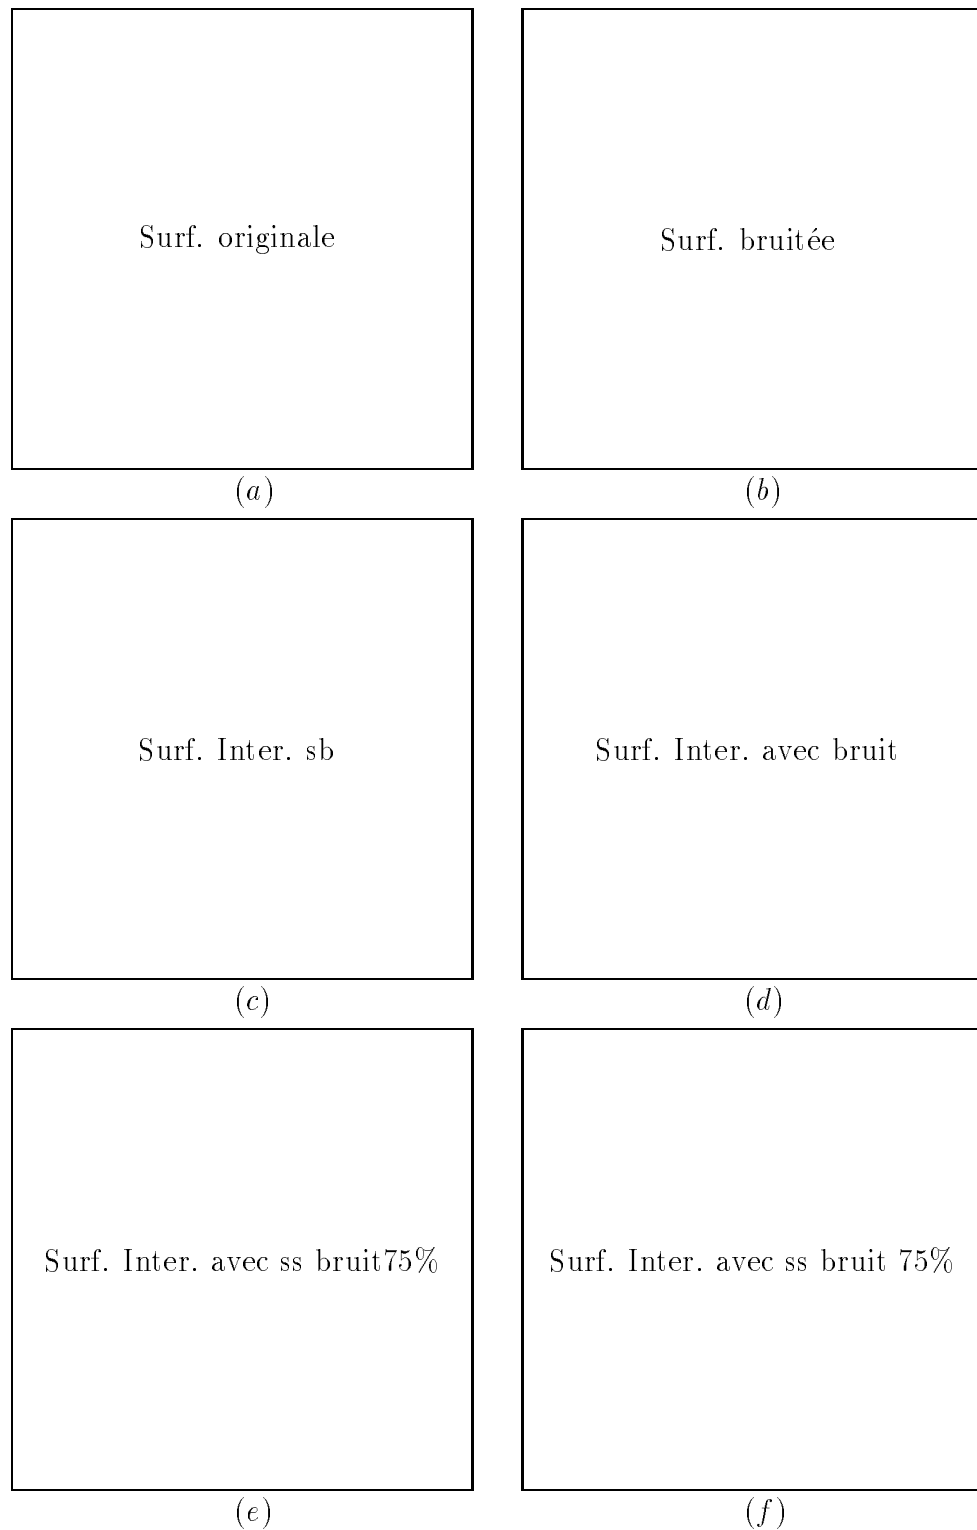 Surf. originale
Surf. bruitée
(a)
(b)
Surf. Inter. sb
Surf. Inter. avec bruit
(c)
(d)
Surf. Inter. avec ss bruit75%
Surf. Inter. avec ss bruit 75%
(e)
(f)